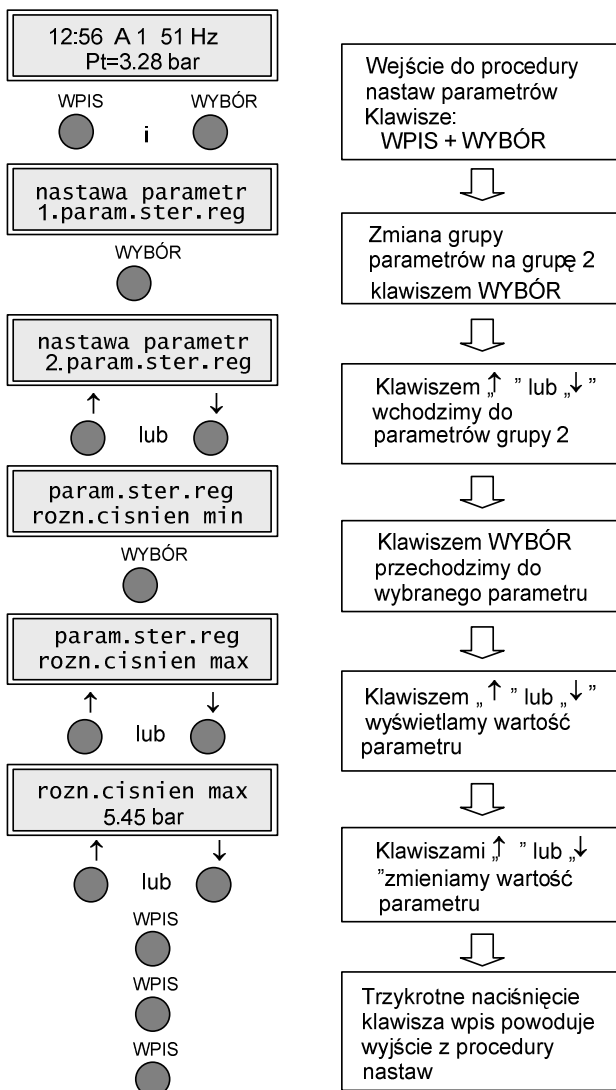 12:56 A 1 51 Hz
Pt=3.28 bar
WPIS WYBÓR
i
nastawa parametr
1.param.ster.reg
WYBÓR
nastawa parametr
2.param.ster.reg
↑ ↓
lub
param.ster.reg
rozn.cisnien min
WYBÓR
param.ster.reg
rozn.cisnien max
↑ ↓
lub
rozn.cisnien max
5.45 bar
↑ ↓
lub
WPIS
WPIS
WPIS
Wejście do procedury
nastaw parametrów
Klawisze:
WPIS + WYBÓR
Zmiana grupy
parametrów na grupę 2
klawiszem WYBÓR
Klawiszem „↑ ” lub „↓”
wchodzimy do
parametrów grupy 2
Klawiszem WYBÓR
przechodzimy do
wybranego parametru
Klawiszem „↑ ” lub „↓”
wyświetlamy wartość
parametru
Klawiszami „↑ ” lub „↓
”zmieniamy wartość
parametru
Trzykrotne naciśnięcie
klawisza wpis powoduje
wyjście z procedury
nastaw